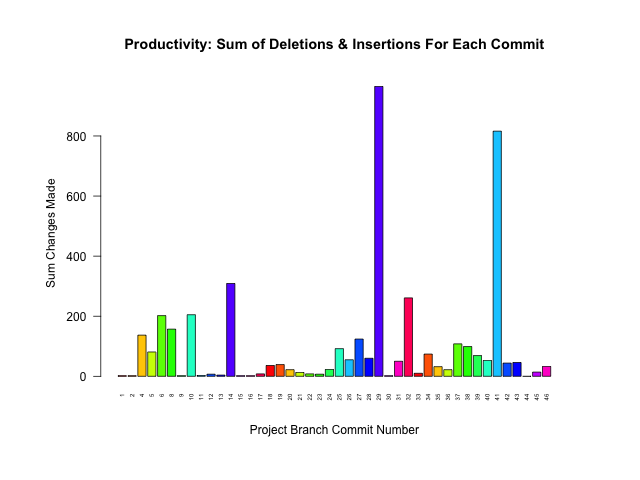 Productivity: Sum of Deletions & Insertions For Each Commit
Sum Changes Made
800
600
400
200
0
1 2 4 5 6 8 9 10 11 12 13 14 15 16 17 18 19 20 21 22 23 24 25 26 27 28 29 30 31 32 33 34 35 36 37 38 39 40 41 42 43 44 45 46
Project Branch Commit Number